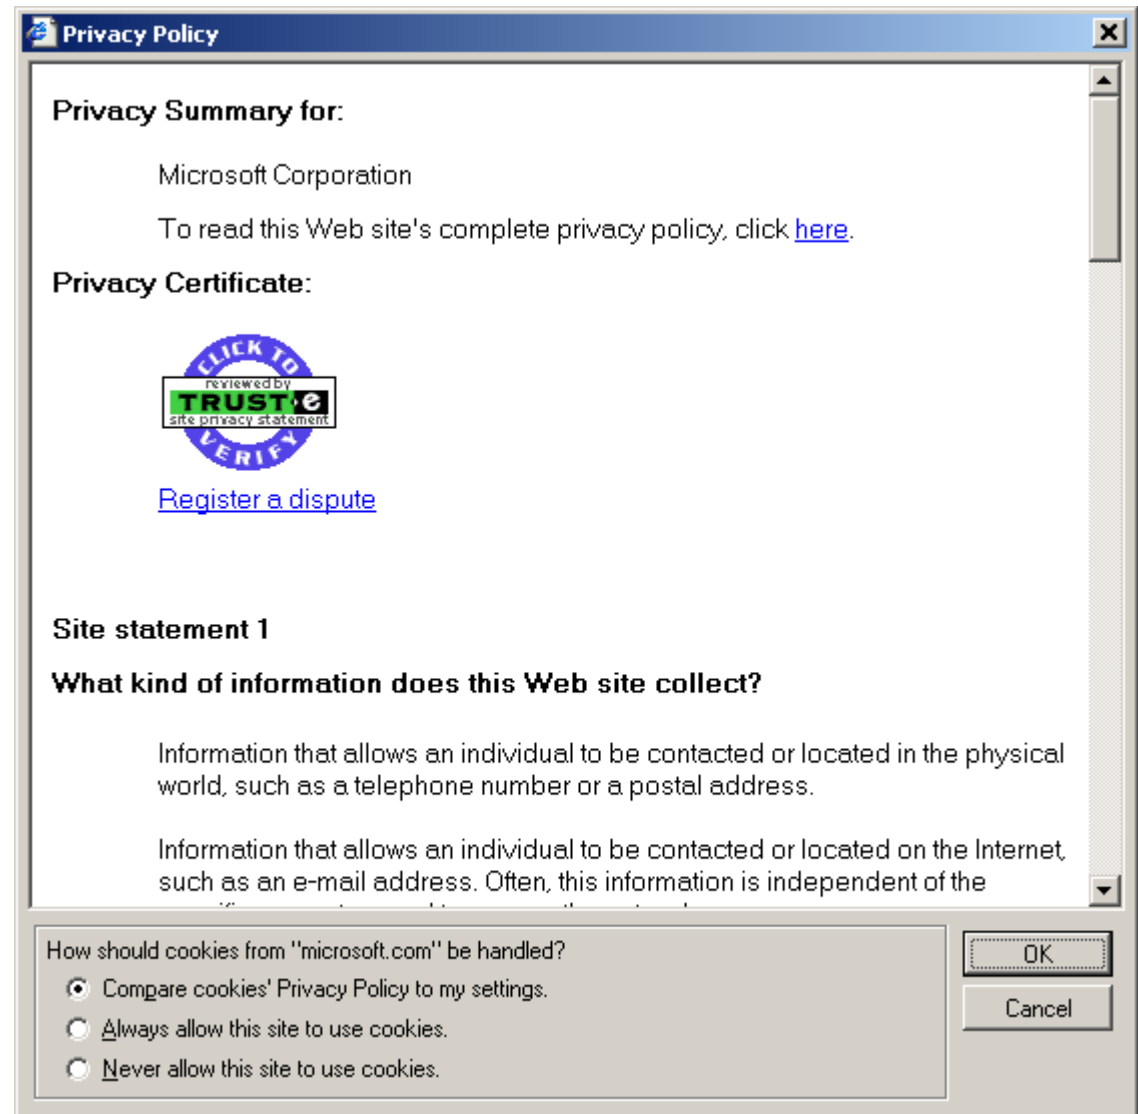 Privacy Policy
Privacy Summary for:
Microsoft Corporation
To read this Web site's complete privacy policy, click here.
Privacy Certificate:
CLICK TO
reviewed by
TRUST·e
site privacy statement
VERIFY
Register a dispute
Site statement 1
What kind of information does this Web site collect?
Information that allows an individual to be contacted or located in the physical
world, such as a telephone number or a postal address.
Information that allows an individual to be contacted or located on the Internet,
such as an e-mail address. Often, this information is independent of the
How should cookies from "microsoft.com" be handled?
Compare cookies' Privacy Policy to my settings.
Always allow this site to use cookies.
Never allow this site to use cookies.
OK
Cancel